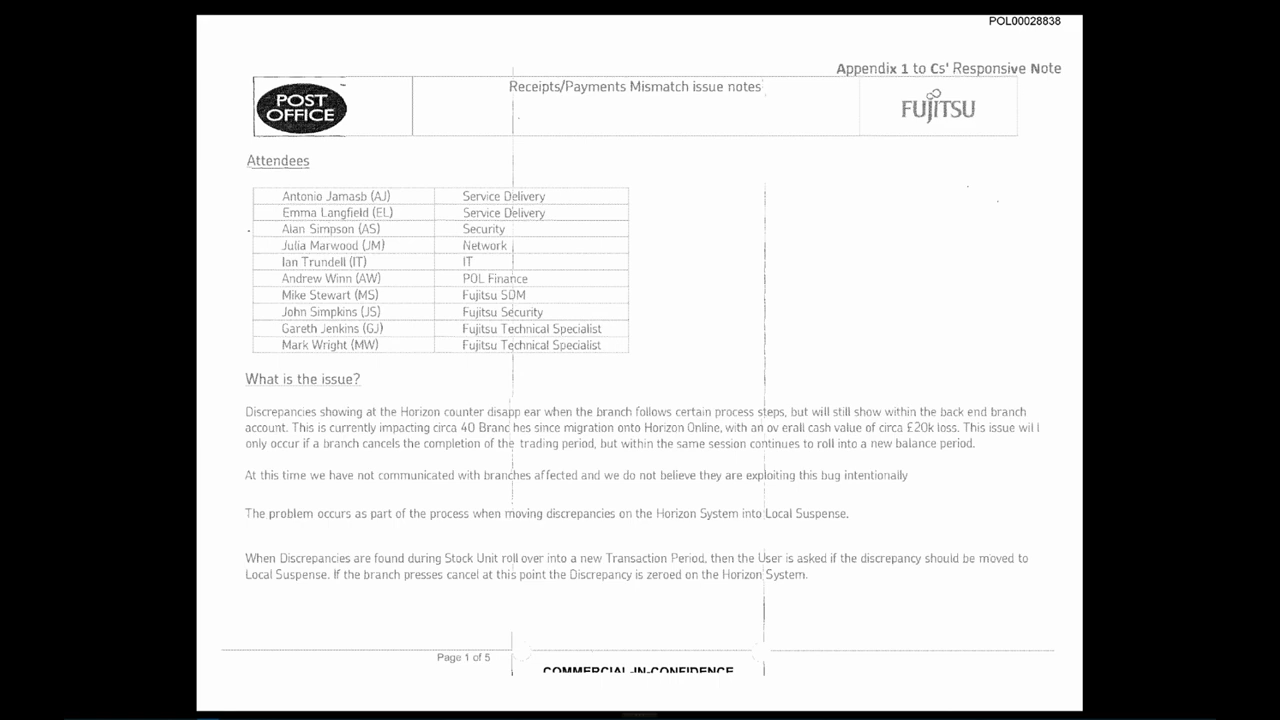 POL00028838
Appendix 1 to Cs' Responsive Note
POST OFFICE
Receipts/Payments Mismatch issue notes
FUJITSU
Attendees
Antonio Jamasb (AJ) Service Delivery
Emma Langfield (EL) Service Delivery
Alan Simpson (AS) Security
Julia Marwood (JM) Network
Ian Trundell (IT) IT
Andrew Winn (AW) POL Finance
Mike Stewart (MS) Fujitsu SDM
John Simpkins (JS) Fujitsu Security
Gareth Jenkins (GJ) Fujitsu Technical Specialist
Mark Wright (MW) Fujitsu Technical Specialist
What is the issue?
Discrepancies showing at the Horizon counter disapp ear when the branch follows certain process steps, but will still show within the back end branch
account. This is currently impacting circa 40 Branc hes since migration onto Horizon Online, with an ov erall cash value of circa £20k loss. This issue wil l
only occur if a branch cancels the completion of the trading period, but within the same session continues to roll into a new balance period.
At this time we have not communicated with branches affected and we do not believe they are exploiting this bug intentionally
The problem occurs as part of the process when moving discrepancies on the Horizon System into Local Suspense.
When Discrepancies are found during Stock Unit roll over into a new Transaction Period, then the User is asked if the discrepancy should be moved to
Local Suspense. If the branch presses cancel at this point the Discrepancy is zeroed on the Horizon System.
Page 1 of 5
COMMERCIAL-IN-CONFIDENCE